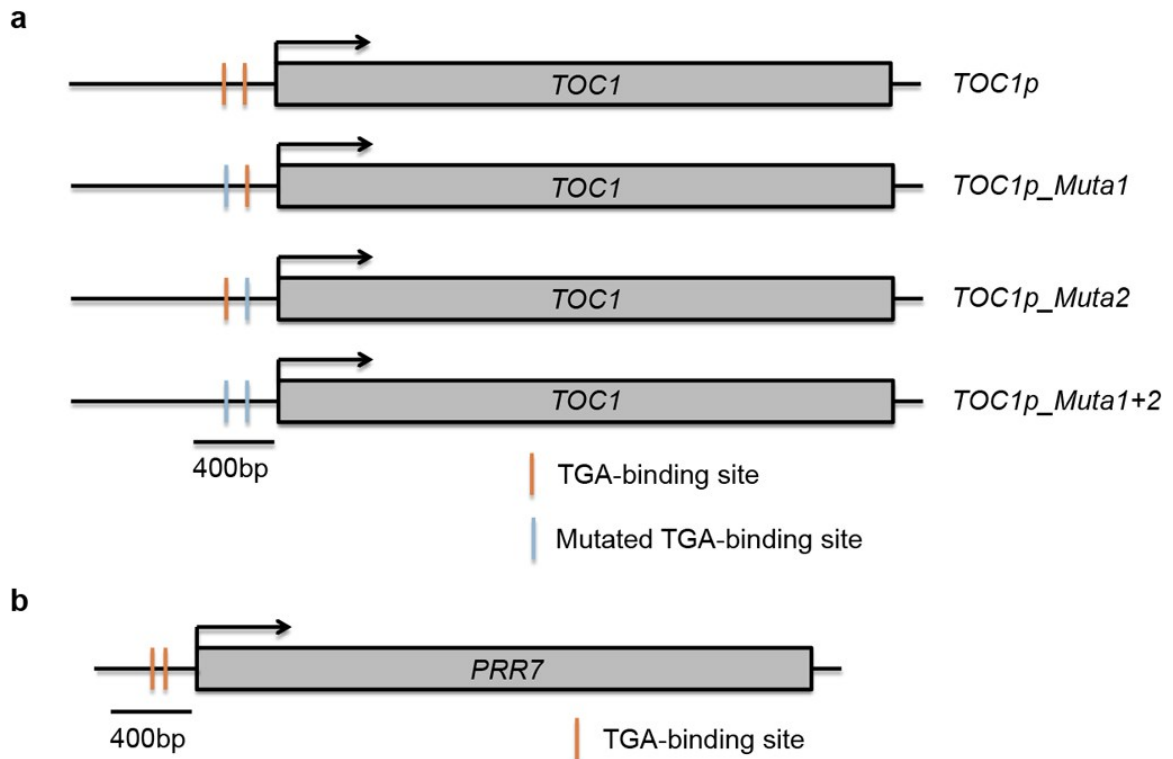 a
TOC1 TOC1p
TOC1 TOC1p_Muta1
TOC1 TOC1p_Muta2
TOC1 TOC1p_Muta1+2
400bp
TGA-binding site
Mutated TGA-binding site
b
PRR7
400bp
TGA-binding site